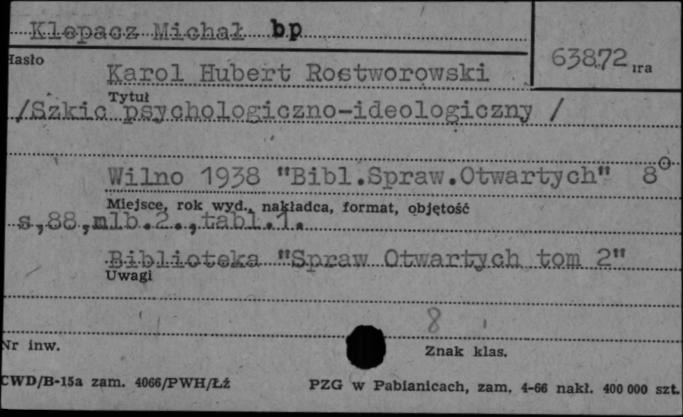 Klepacz Michał bp
Hasło
63872 ıra
Karol Hubert Rostworowski
Tytuł
/Szkic psychologiczno-ideologiczny /
Wilno 1938 "Bibl.Spraw.Otwartych" 8°
Miejsce, rok wyd., nakładca, format, objętość
s,88,nlb.2.,tabl.1.
Biblioteka "Spraw Otwartych tom 2"
Uwagi
8
Nr inw.
Znak klas.
CWD/B-15a zam. 4066/PWH/Łź
PZG w Pabianicach, zam. 4-66 nakł. 400 000 szt.